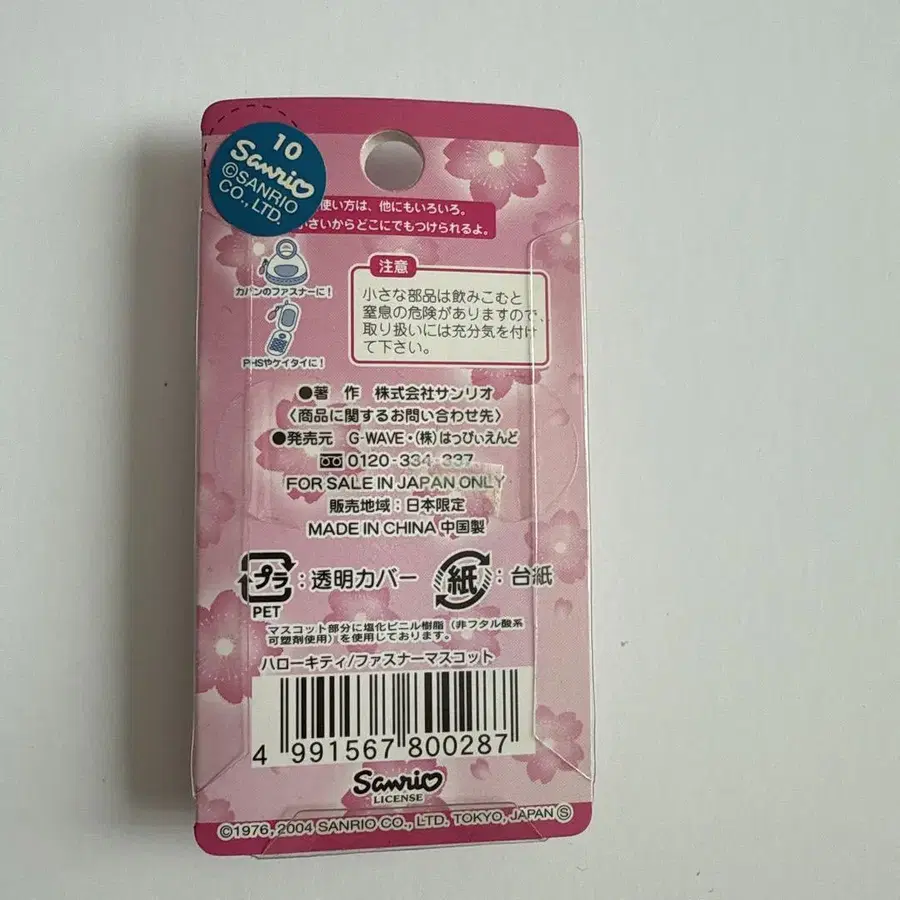 10
Sanrio
©SANRIO
CO., LTD.
使い方は、他にもいろいろ。
小さいからどこにでもつけられるよ。
カバンのファスナーに!
PHSやケイタイに!
注意
小さな部品は飲みこむと
窒息の危険がありますので、
取り扱いには充分気を付け
て下さい。
●著 作 株式会社サンリオ
〈商品に関するお問い合わせ先〉
●発売元 G-WAVE・(株)はっぴぃえんど
0120-334-337
FOR SALE IN JAPAN ONLY
販売地域:日本限定
MADE IN CHINA 中国製
プラ:透明カバー 紙:台紙
PET
マスコット部分に塩化ビニル樹脂(非フタル酸系
可塑剤使用)を使用しております。
ハローキティ/ファスナーマスコット
4 991567 800287
Sanrio
LICENSE
©1976, 2004 SANRIO CO., LTD. TOKYO, JAPAN Ⓢ